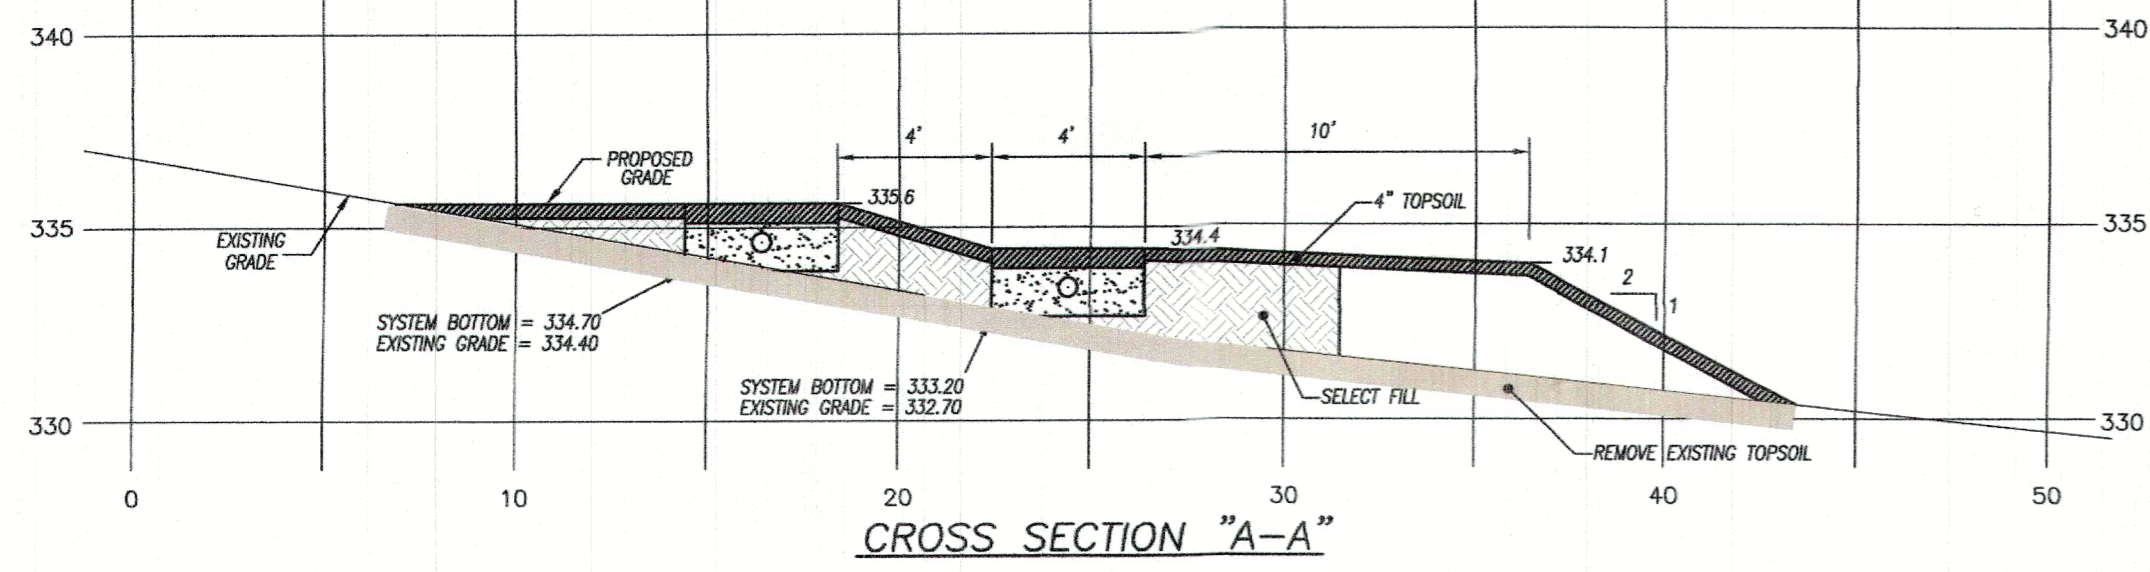 340
340
4'
4'
10'
PROPOSED
GRADE
335.6
4" TOPSOIL
335
335
EXISTING
GRADE
334.4
334.1
2
1
SYSTEM BOTTOM = 334.70
EXISTING GRADE = 334.40
SYSTEM BOTTOM = 333.20
EXISTING GRADE = 332.70
SELECT FILL
330
330
REMOVE EXISTING TOPSOIL
0
10
20
30
40
50
CROSS SECTION "A-A"